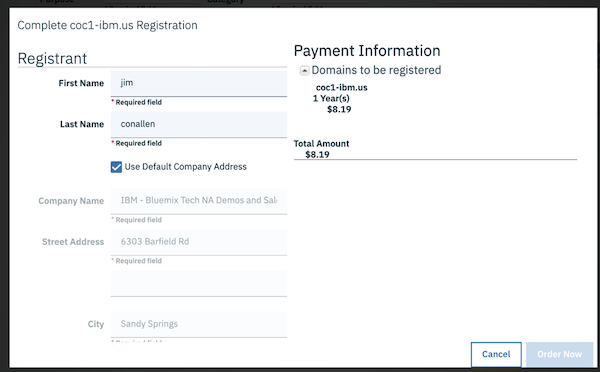 Complete coc1-ibm.us Registration
Registrant
First Name
jim
* Required field
Last Name
conallen
* Required field
Use Default Company Address
Company Name
IBM - Bluemix Tech NA Demos and Sal
* Required field
Street Address
6303 Barfield Rd
* Required field
City
Sandy Springs
Payment Information
Domains to be registered
coc1-ibm.us
1 Year(s)
$8.19
Total Amount
$8.19
Cancel
Order Now